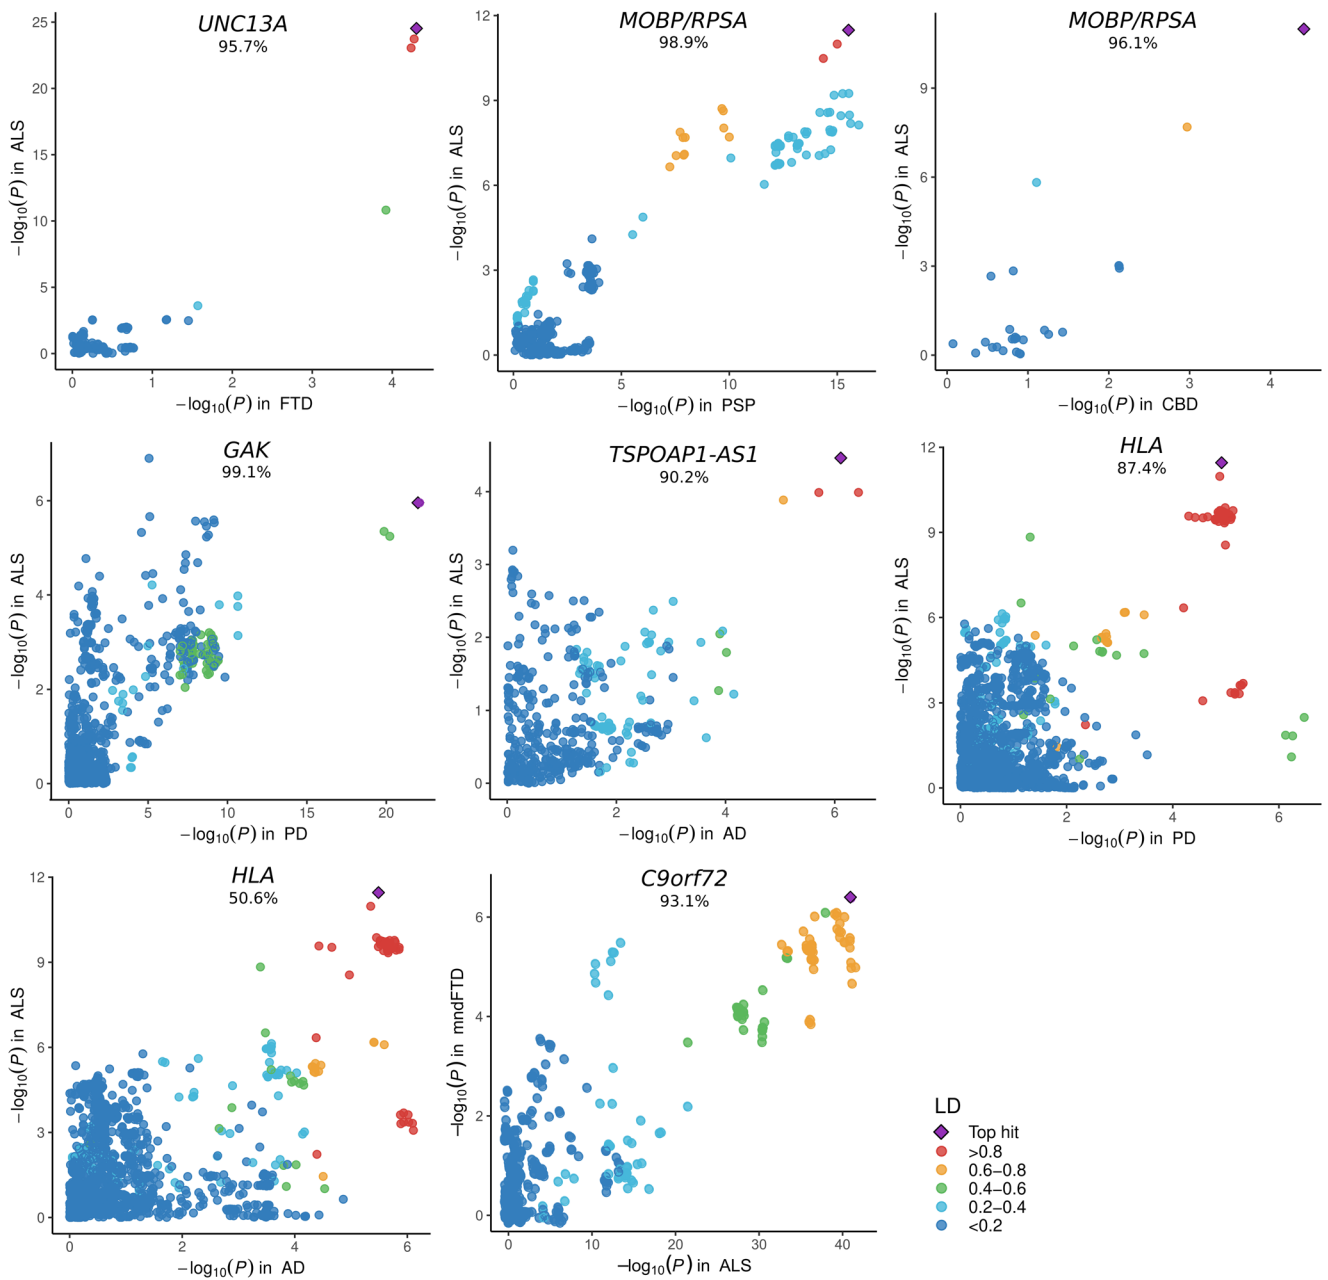 UNC13A
95.7%
25
20
15
10
5
0
−log10(P) in ALS
0 1 2 3 4
−log10(P) in FTD
MOBP/RPSA
98.9%
12
9
6
3
0
−log10(P) in ALS
0 5 10 15
−log10(P) in PSP
MOBP/RPSA
96.1%
12
9
6
3
0
−log10(P) in ALS
0 1 2 3 4
−log10(P) in CBD
GAK
99.1%
6
4
2
0
−log10(P) in ALS
0 5 10 15 20
−log10(P) in PD
TSPOAP1-AS1
90.2%
4
3
2
1
0
−log10(P) in ALS
0 2 4 6
−log10(P) in AD
HLA
87.4%
12
9
6
3
0
−log10(P) in ALS
0 2 4 6
−log10(P) in PD
HLA
50.6%
12
9
6
3
0
−log10(P) in ALS
0 2 4 6
−log10(P) in AD
C9orf72
93.1%
6
4
2
0
−log10(P) in mndFTD
0 10 20 30 40
−log10(P) in ALS
LD
Top hit
>0.8
0.6−0.8
0.4−0.6
0.2−0.4
<0.2